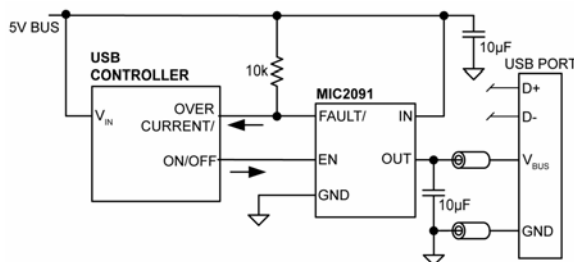 5V BUS
USB
CONTROLLER
10µF
USB PORT
10k
MIC2091
D+
VIN
OVER
CURRENT/
FAULT/
IN
D-
ON/OFF
EN
OUT
VBUS
GND
10µF
GND